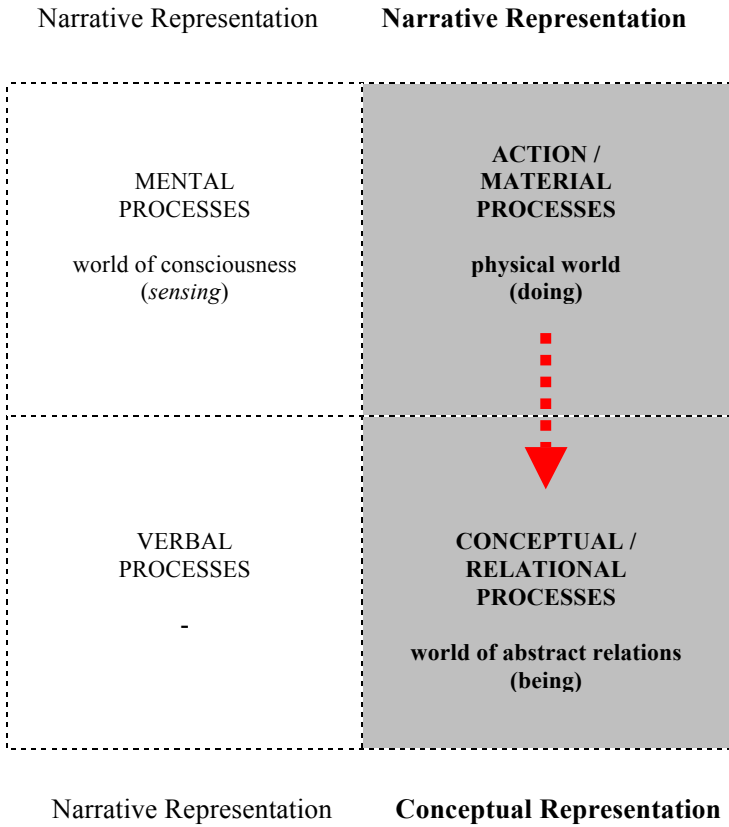 Narrative Representation
Narrative Representation
MENTAL
PROCESSES
world of consciousness
(sensing)
ACTION /
MATERIAL
PROCESSES
physical world
(doing)
VERBAL
PROCESSES
-
CONCEPTUAL /
RELATIONAL
PROCESSES
world of abstract relations
(being)
Narrative Representation
Conceptual Representation